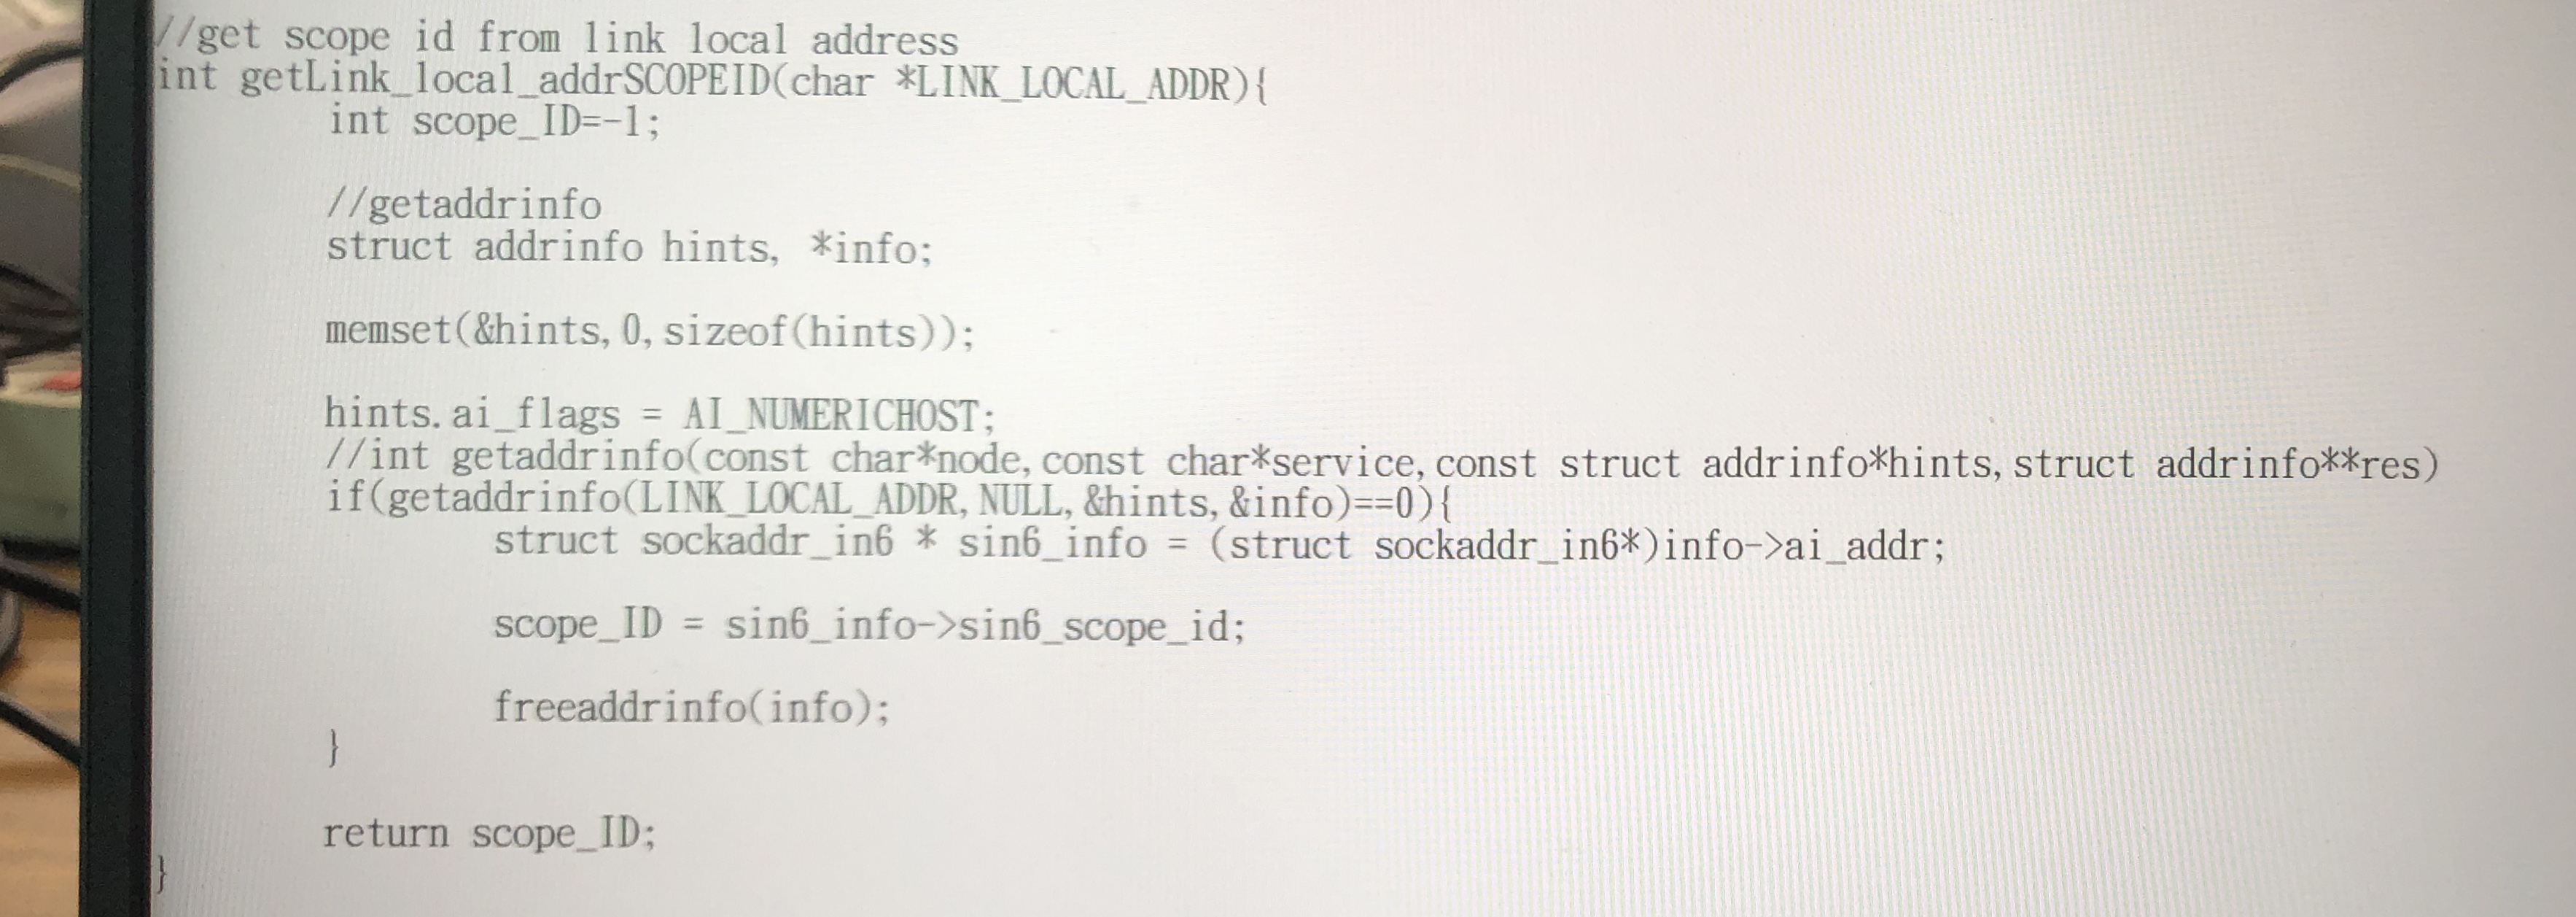 //get scope id from link local address
int getLink_local_addrSCOPEID(char *LINK_LOCAL_ADDR){
int scope_ID=-1;
//getaddrinfo
struct addrinfo hints, *info;
memset(&hints,0,sizeof(hints));
hints.ai_flags = AI_NUMERICHOST;
//int getaddrinfo(const char*node,const char*service,const struct addrinfo*hints,struct addrinfo**res)
if(getaddrinfo(LINK_LOCAL_ADDR,NULL,&hints,&info)==0){
struct sockaddr_in6 * sin6_info = (struct sockaddr_in6*)info->ai_addr;
scope_ID = sin6_info->sin6_scope_id;
freeaddrinfo(info);
}
return scope_ID;
}